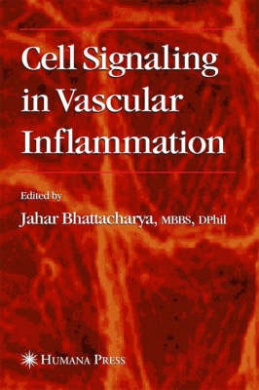 Cell Signaling
in Vascular
Inflammation
Edited by
Jahar Bhattacharya, MBBS, DPhil
HUMANA PRESS